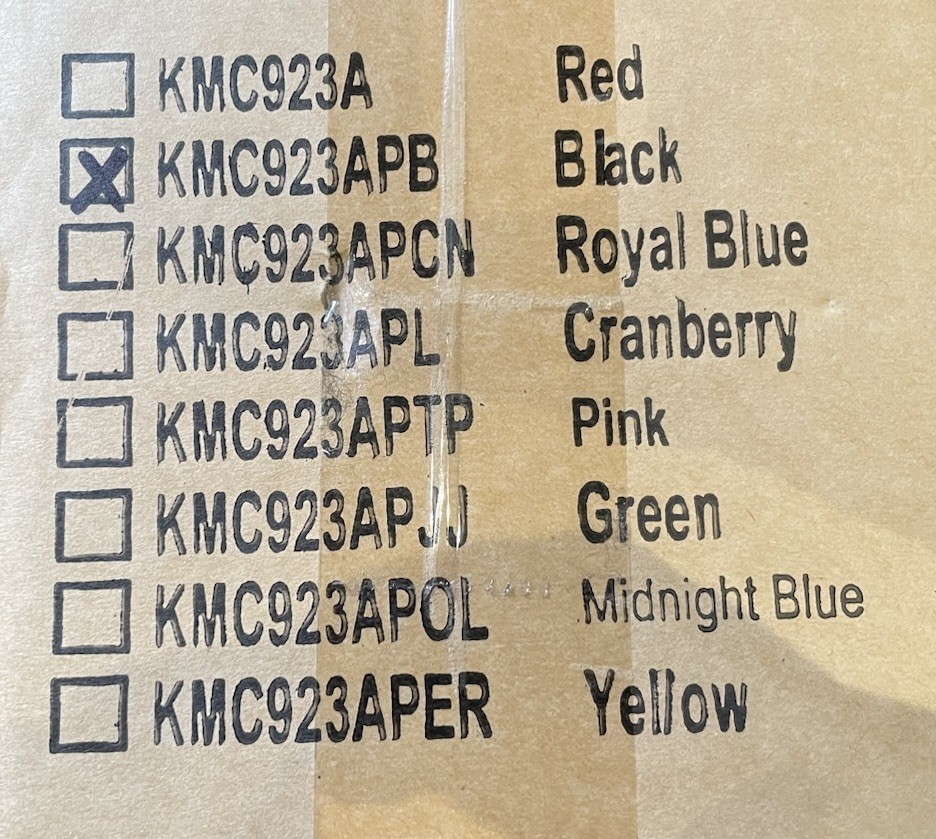 KMC923A Red
KMC923APB Black
KMC923APCN Royal Blue
KMC923APL Cranberry
KMC923APTP Pink
KMC923APJJ Green
KMC923APOL Midnight Blue
KMC923APER Yellow